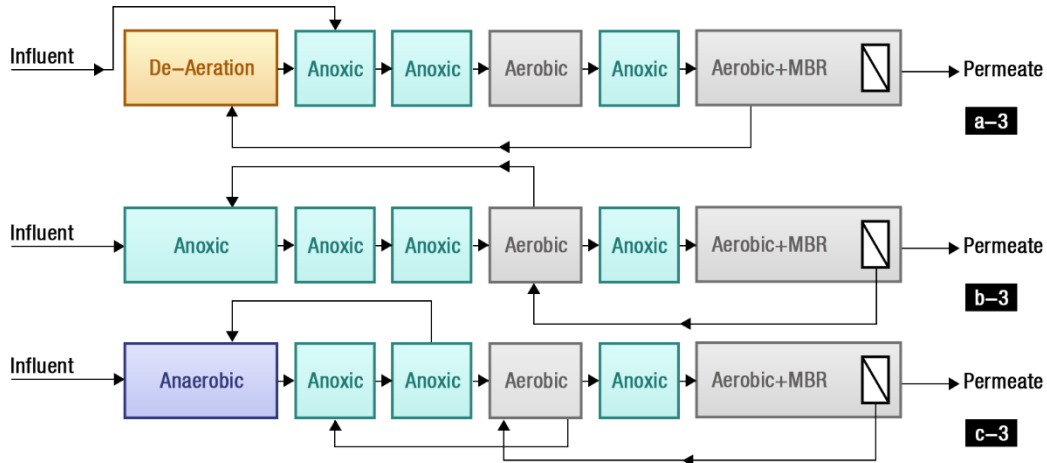 Influent
De–Aeration
Anoxic
Anoxic
Aerobic
Anoxic
Aerobic+MBR
Permeate
a–3
Influent
Anoxic
Anoxic
Anoxic
Aerobic
Anoxic
Aerobic+MBR
Permeate
b–3
Influent
Anaerobic
Anoxic
Anoxic
Aerobic
Anoxic
Aerobic+MBR
Permeate
c–3